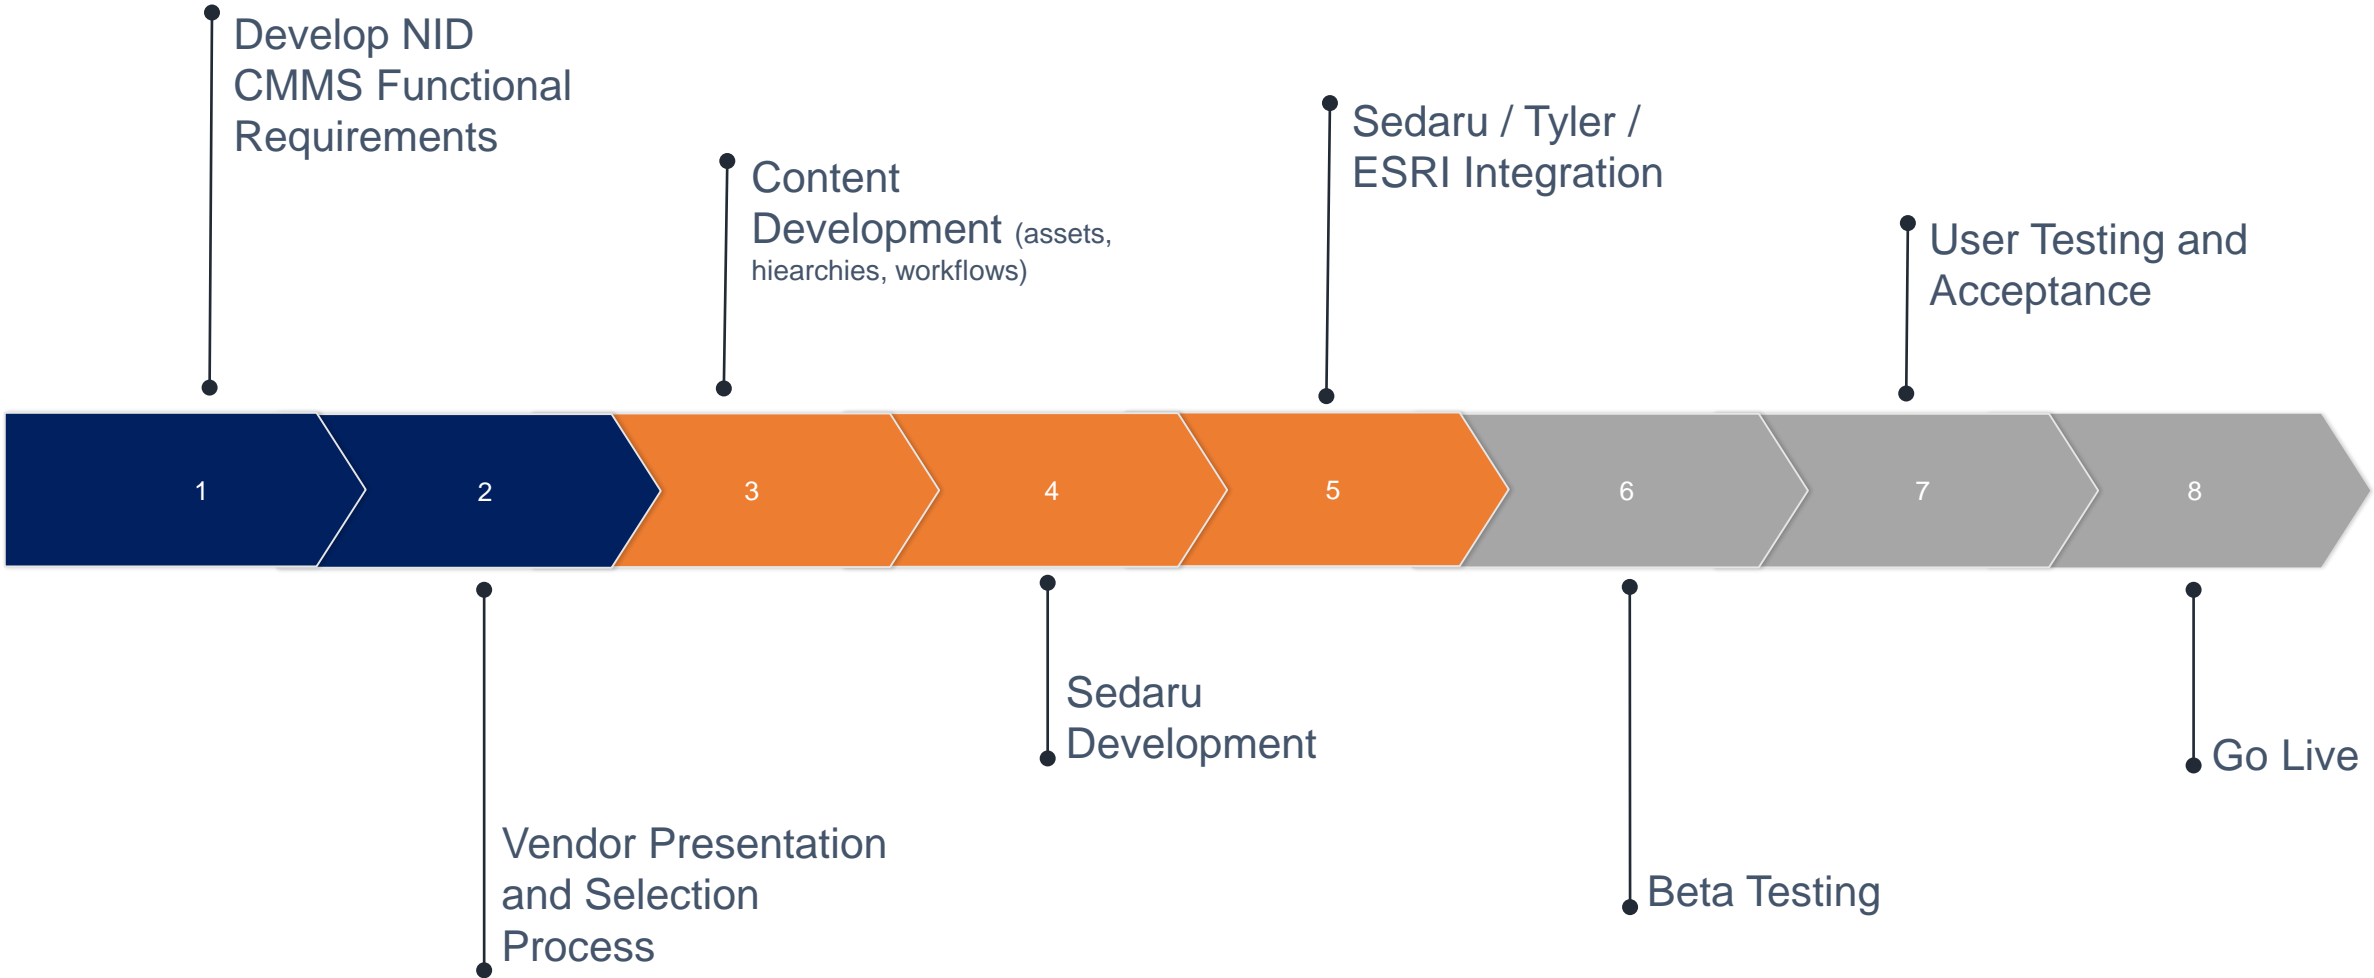 Develop NID
CMMS Functional
Requirements
Content
Development (assets,
hiearchies, workflows)
Sedaru / Tyler /
ESRI Integration
User Testing and
Acceptance
1
2
3
4
5
6
7
8
Vendor Presentation
and Selection
Process
Sedaru
Development
Beta Testing
Go Live